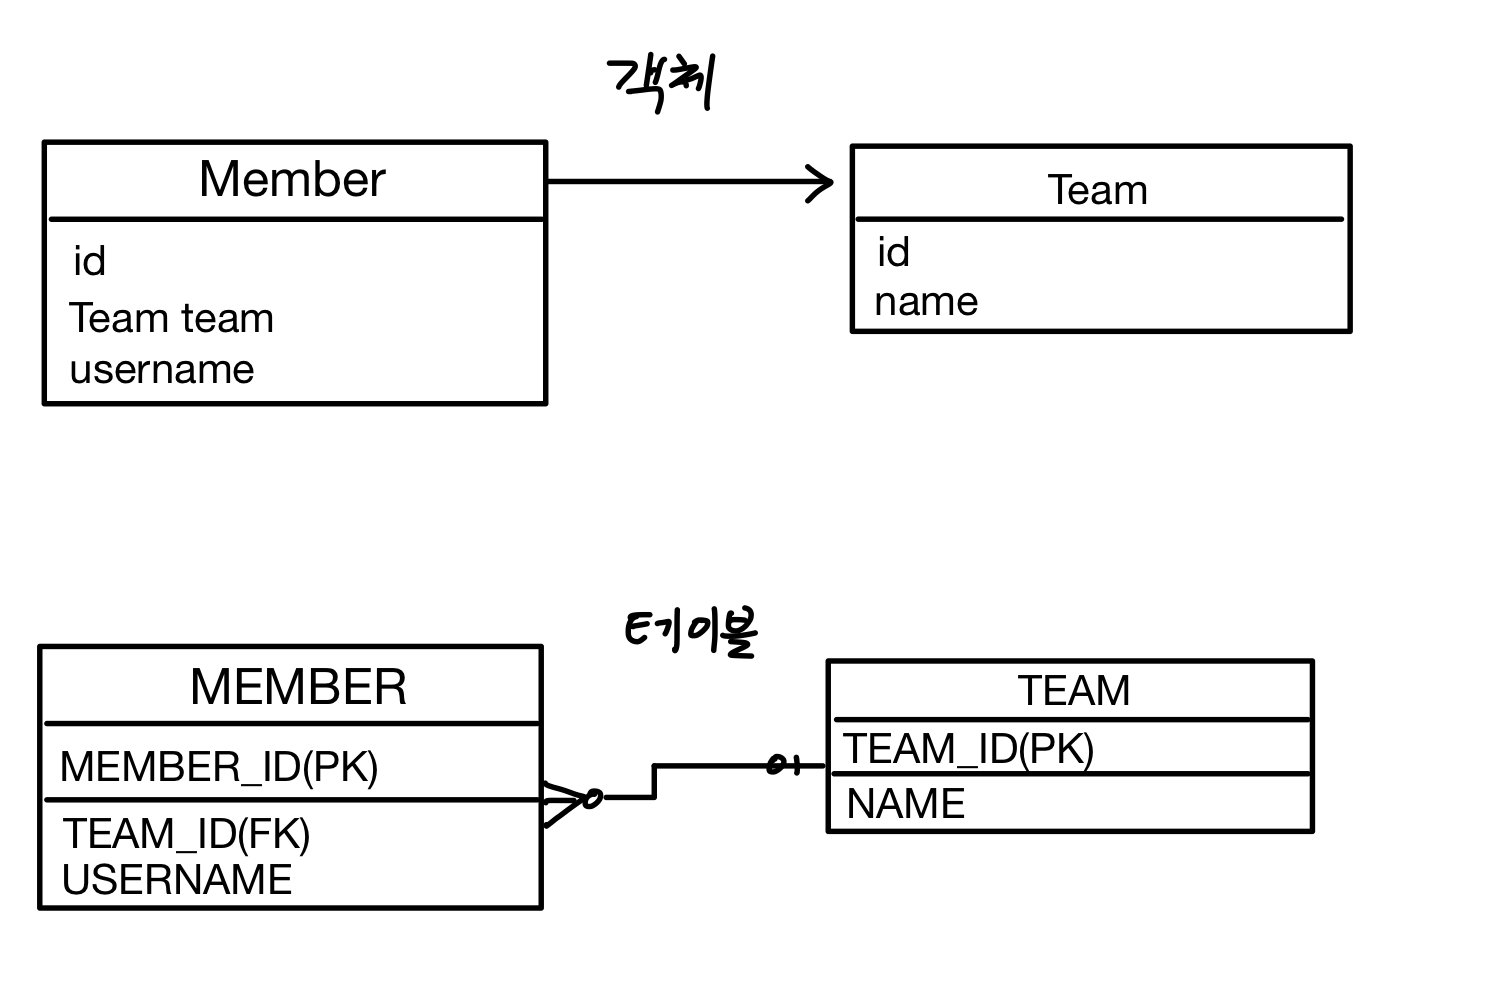 객체
Member
id
Team team
username
Team
id
name
테이블
MEMBER
MEMBER_ID(PK)
TEAM_ID(FK)
USERNAME
TEAM
TEAM_ID(PK)
NAME